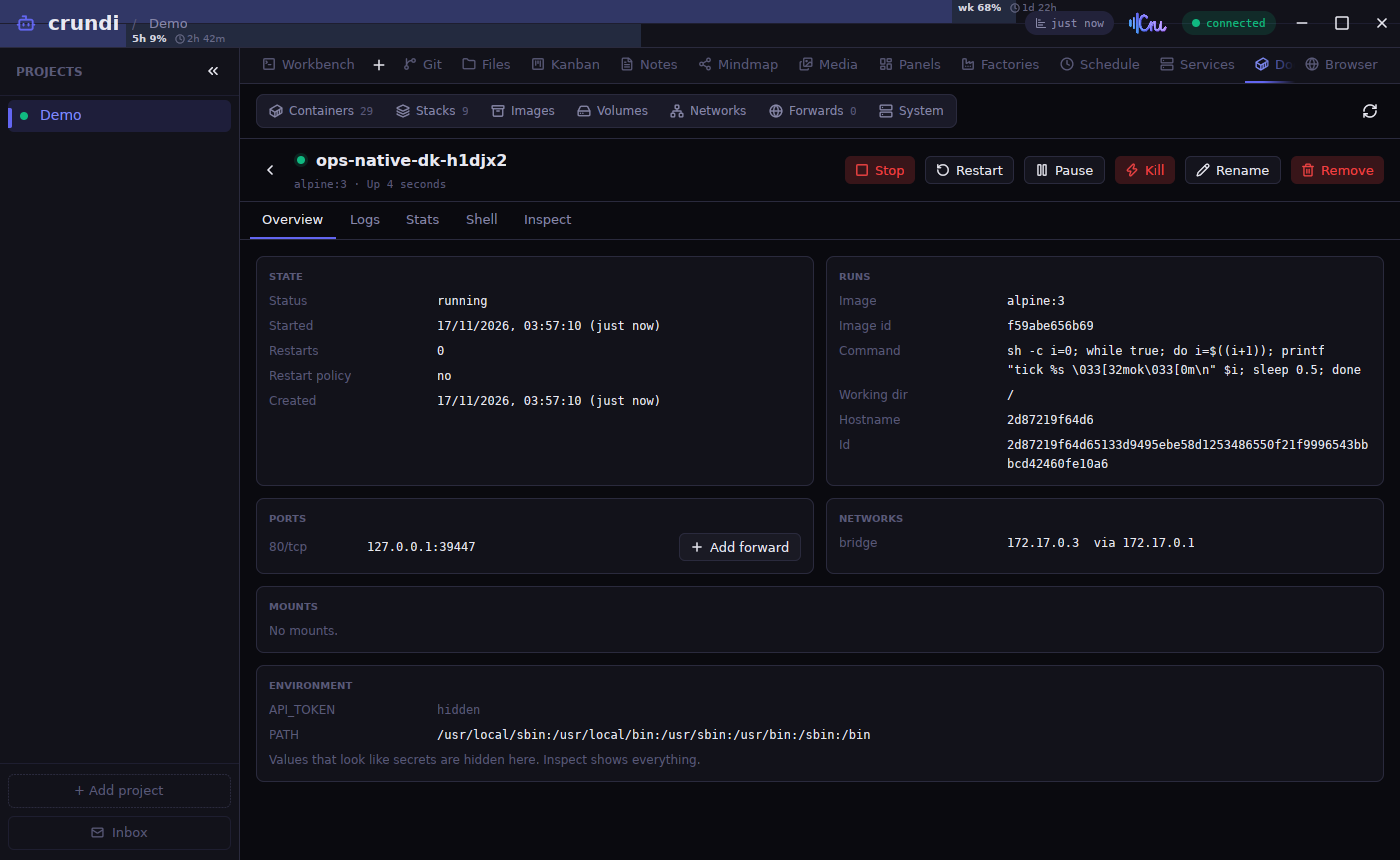 crundi / Demo
wk 68% 1d 22h
5h 9% 2h 42m
just now
connected
PROJECTS
Workbench
Git
Files
Kanban
Notes
Mindmap
Media
Panels
Factories
Schedule
Services
Do
Browser
Demo
Containers 29
Stacks 9
Images
Volumes
Networks
Forwards 0
System
ops-native-dk-h1djx2
alpine:3 · Up 4 seconds
Stop
Restart
Pause
Kill
Rename
Remove
Overview
Logs
Stats
Shell
Inspect
STATE
Status running
Started 17/11/2026, 03:57:10 (just now)
Restarts 0
Restart policy no
Created 17/11/2026, 03:57:10 (just now)
RUNS
Image alpine:3
Image id f59abe656b69
Command sh -c i=0; while true; do i=$((i+1)); printf
"tick %s \033[32mok\033[0m\n" $i; sleep 0.5; done
Working dir /
Hostname 2d87219f64d6
Id 2d87219f64d65133d9495ebe58d1253486550f21f9996543bb
bcd42460fe10a6
PORTS
80/tcp 127.0.0.1:39447
+ Add forward
NETWORKS
bridge 172.17.0.3 via 172.17.0.1
MOUNTS
No mounts.
ENVIRONMENT
API_TOKEN hidden
PATH /usr/local/sbin:/usr/local/bin:/usr/sbin:/usr/bin:/sbin:/bin
Values that look like secrets are hidden here. Inspect shows everything.
+ Add project
Inbox